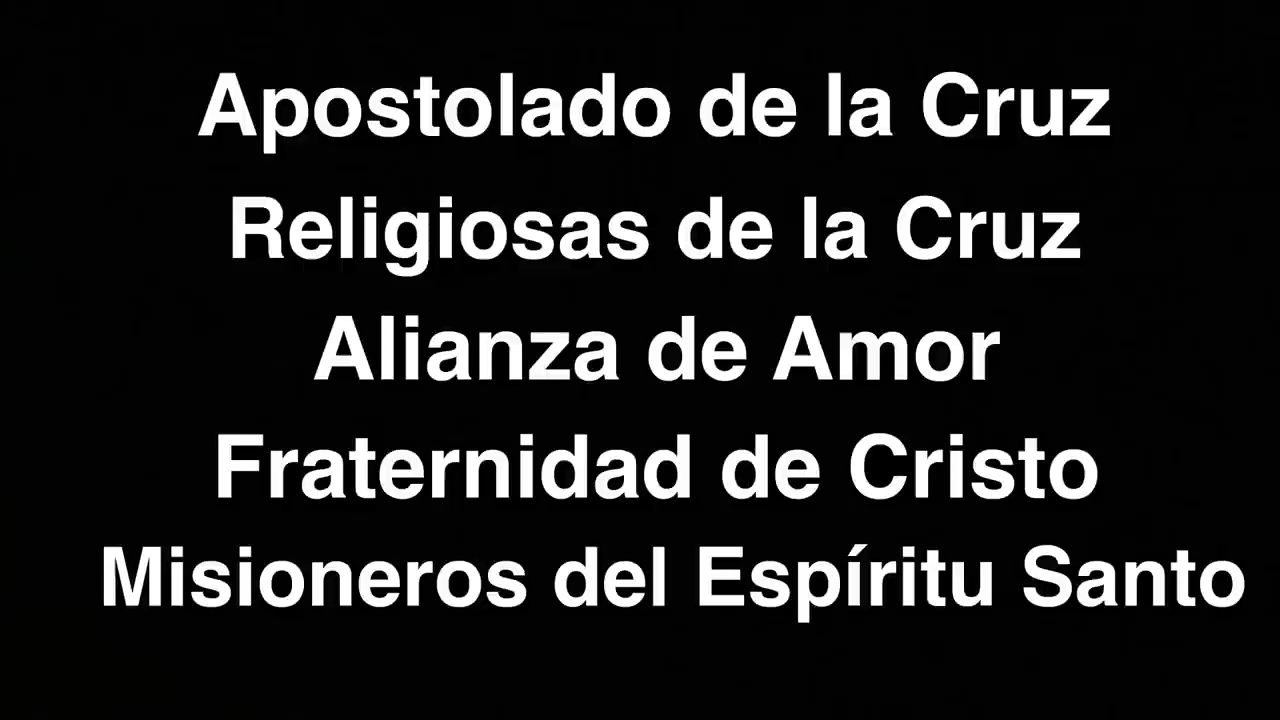 Apostolado de la Cruz
Religiosas de la Cruz
Alianza de Amor
Fraternidad de Cristo
Misioneros del Espíritu Santo